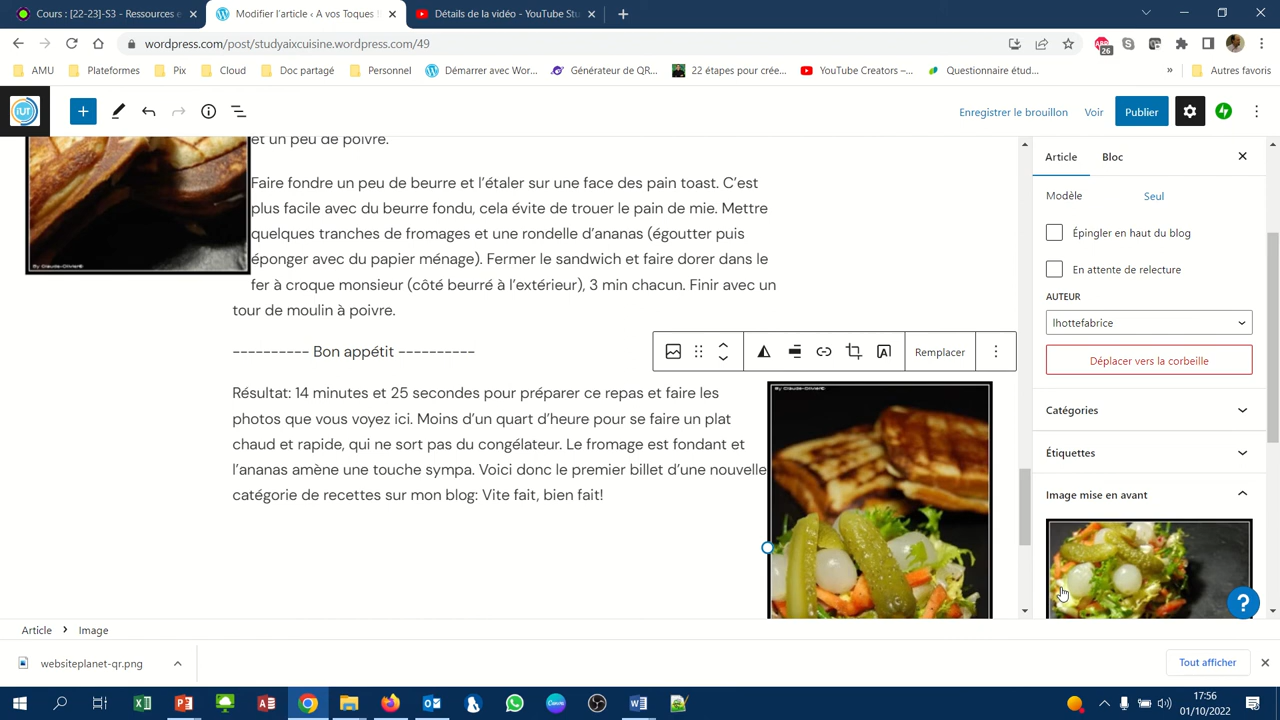 Cours : [22-23]-S3 - Ressources e
Modifier l'article ‹ A vos Toques !
Détails de la vidéo - YouTube Stu
wordpress.com/post/studyaixcuisine.wordpress.com/49
26
AMU
Plateformes
Pix
Cloud
Doc partagé
Personnel
Démarrer avec Wor...
Générateur de QR...
22 étapes pour crée...
YouTube Creators –...
Questionnaire étud...
»
Autres favoris
iUT
Enregistrer le brouillon
Voir
Publier
et un peu de poivre.
Faire fondre un peu de beurre et l'étaler sur une face des pain toast. C'est
plus facile avec du beurre fondu, cela évite de trouer le pain de mie. Mettre
quelques tranches de fromages et une rondelle d'ananas (égoutter puis
éponger avec du papier ménage). Fermer le sandwich et faire dorer dans le
fer à croque monsieur (côté beurré à l'extérieur), 3 min chacun. Finir avec un
tour de moulin à poivre.
By Claude-Olivier©
---------- Bon appétit ----------
Remplacer
By Claude-Olivier©
Résultat: 14 minutes et 25 secondes pour préparer ce repas et faire les
photos que vous voyez ici. Moins d'un quart d'heure pour se faire un plat
chaud et rapide, qui ne sort pas du congélateur. Le fromage est fondant et
l'ananas amène une touche sympa. Voici donc le premier billet d'une nouvelle
catégorie de recettes sur mon blog: Vite fait, bien fait!
Article
Bloc
Modèle
Seul
Épingler en haut du blog
En attente de relecture
AUTEUR
lhottefabrice
Déplacer vers la corbeille
Catégories
Étiquettes
Image mise en avant
?
Article > Image
websiteplanet-qr.png
Tout afficher
17:56
01/10/2022